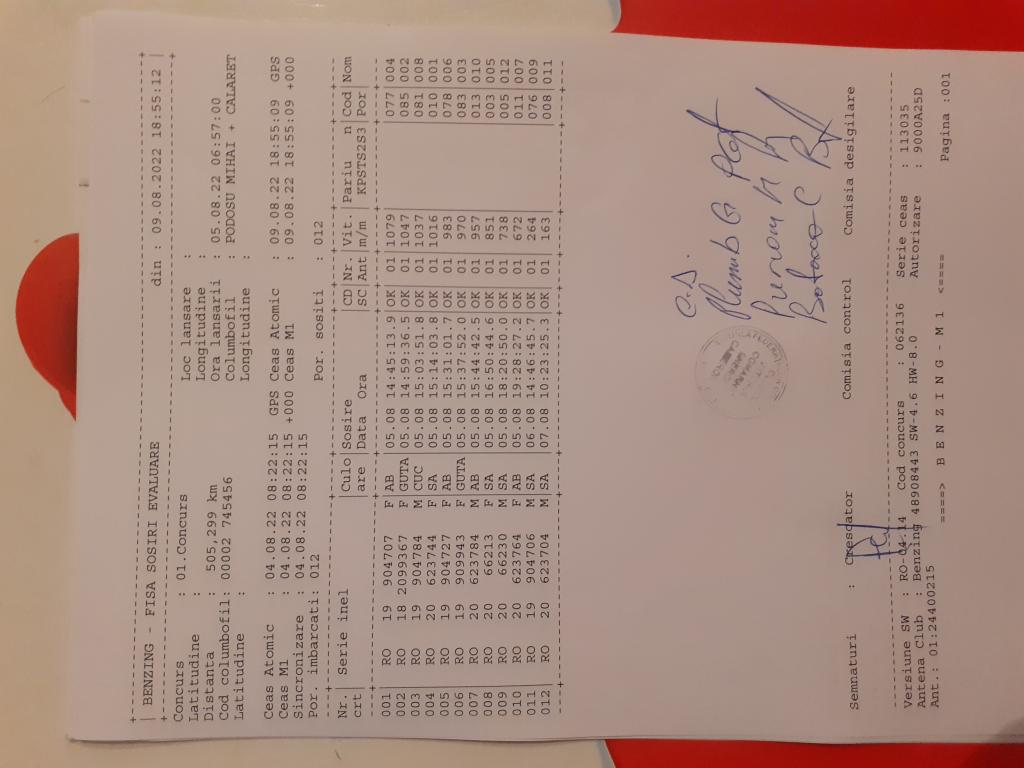 BENZING - FISA SOSIRI EVALUARE din : 09.08.2022 18:55:12
Concurs : 01.Concurs Loc lansare :
Latitudine : Longitudine :
Distanta : 505,299 km Ora lansarii : 05.08.22 06:57:00
Cod columbofil: 00002 745456 Columbofil : PODOSU MIHAI + CALARET
Latitudine : Longitudine :
Ceas Atomic : 04.08.22 08:22:15 GPS Ceas Atomic : 09.08.22 18:55:09 GPS
Ceas M1 : 04.08.22 08:22:15 +000 Ceas M1 : 09.08.22 18:55:09 +000
Sincronizare : 04.08.22 08:22:15
Por. imbarcati: 012 Por. sositi : 012
Nr. | Serie inel |Culo|Sosire |CD|Nr.|Vit.|Pariu n|Cod|Nom
crt |are |Data Ora |SC|Ant|m/m |KPSTS2S3|Por|
001 RO 19 904707 F AB 05.08 14:45:13.9 OK 01 1079 077 004
002 RO 18 2099367 F GUTA 05.08 14:59:36.5 OK 01 1047 085 002
003 RO 19 904784 M CUC 05.08 15:03:51.8 OK 01 1037 081 008
004 RO 20 623744 F SA 05.08 15:14:03.8 OK 01 1016 010 001
005 RO 19 904727 F AB 05.08 15:31:01.7 OK 01 983 078 006
006 RO 19 909943 F GUTA 05.08 15:37:52.0 OK 01 970 083 003
007 RO 20 623784 M AB 05.08 15:44:42.5 OK 01 957 013 010
008 RO 20 66213 F SA 05.08 16:50:44.6 OK 01 851 003 005
009 RO 20 66230 M SA 05.08 18:20:50.0 OK 01 738 005 012
010 RO 20 623764 F AB 05.08 19:28:27.2 OK 01 672 011 007
011 RO 19 904706 M SA 06.08 14:46:45.7 OK 01 264 076 009
012 RO 20 623704 M SA 07.08 10:23:25.3 OK 01 163 008 011
Plumb G
Semnaturi : Crescator Comisia control Comisia desigilare
Versiune SW : RO-04.14 Cod concurs : 062136 Serie ceas : 113035
Antena Club : Benzing 48908443 SW-4.6 HW-8.0 Autorizare : 9000A25D
Ant.: 01:24400215
====> B E N Z I N G - M 1 <==== Pagina :001